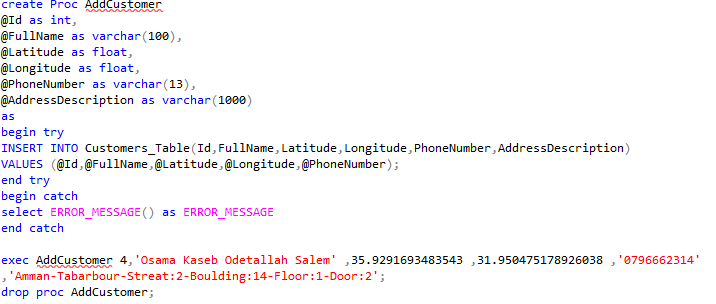 create Proc AddCustomer
@Id as int,
@FullName as varchar(100),
@Latitude as float,
@Longitude as float,
@PhoneNumber as varchar(13),
@AddressDescription as varchar(1000)
as
begin try
INSERT INTO Customers_Table(Id,FullName,Latitude,Longitude,PhoneNumber,AddressDescription)
VALUES (@Id,@FullName,@Latitude,@Longitude,@PhoneNumber);
end try
begin catch
select ERROR_MESSAGE() as ERROR_MESSAGE
end catch
exec AddCustomer 4,'Osama Kaseb Odetallah Salem' ,35.9291693483543 ,31.950475178926038 ,'0796662314'
,'Amman-Tabarbour-Streat:2-Boulding:14-Floor:1-Door:2';
drop proc AddCustomer;